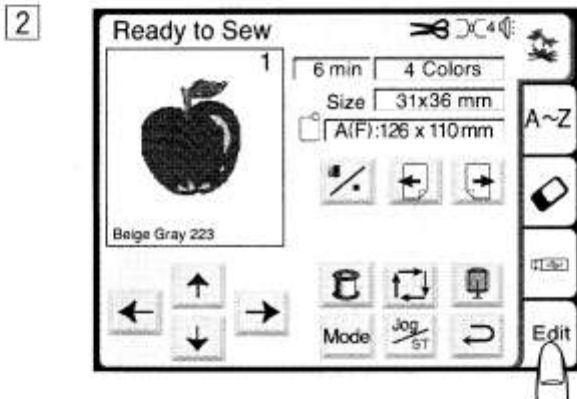 2
Ready to Sew
4
1
6 min
4 Colors
Size
31x36 mm
A(F):126 x 110mm
A~Z
Beige Gray 223
Mode
Jog/ST
Edit